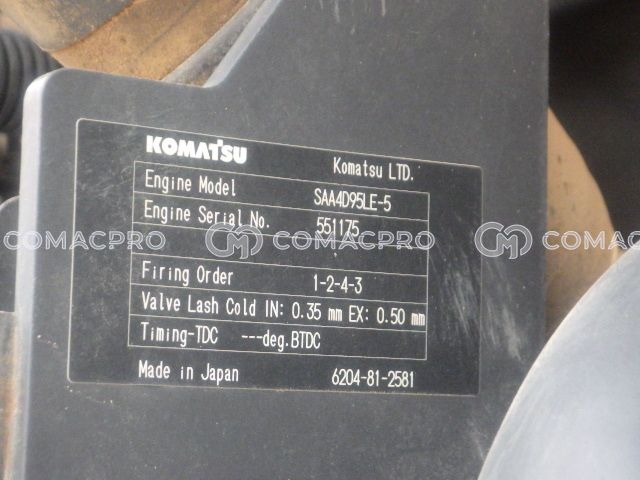 KOMATSU Komatsu LTD.
Engine Model SAA4D95LE-5
Engine Serial No. 551175
COMACPRO COMACPRO COMACPRO
Firing Order 1-2-4-3
Valve Lash Cold IN: 0.35 mm EX: 0.50 mm
Timing-TDC ---deg.BTDC
Made in Japan 6204-81-2581